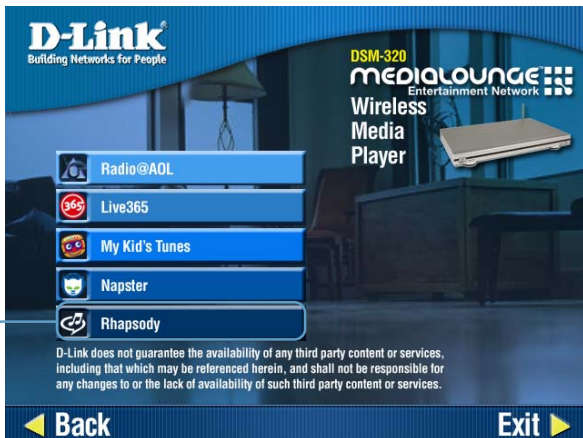 D-Link
Building Networks for People
DSM-320
MEDIALOUNGE
Entertainment Network
Wireless
Media
Player
Radio@AOL
365
Live365
My Kid's Tunes
Napster
Rhapsody
D-Link does not guarantee the availability of any third party content or services,
including that which may be referenced herein, and shall not be responsible for
any changes to or the lack of availability of such third party content or services.
Back
Exit